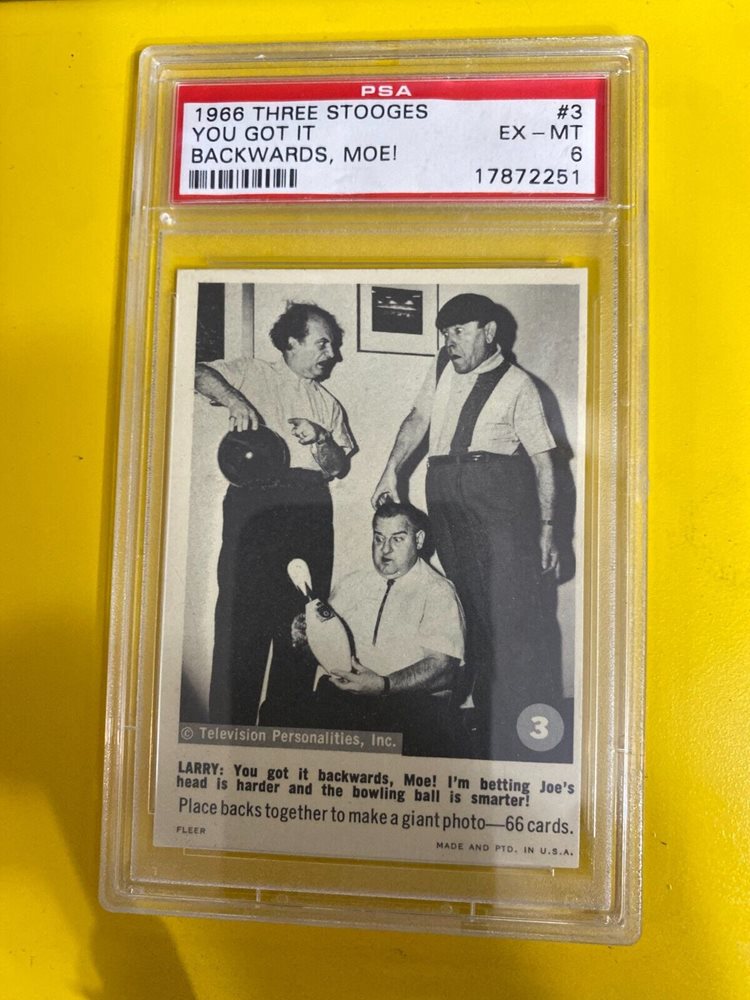 PSA
1966 THREE STOOGES #3
YOU GOT IT EX - MT
BACKWARDS, MOE! 6
17872251
3
© Television Personalities, Inc.
LARRY: You got it backwards, Moe! I'm betting Joe's
head is harder and the bowling ball is smarter!
Place backs together to make a giant photo—66 cards.
FLEER
MADE AND PTD. IN U.S.A.